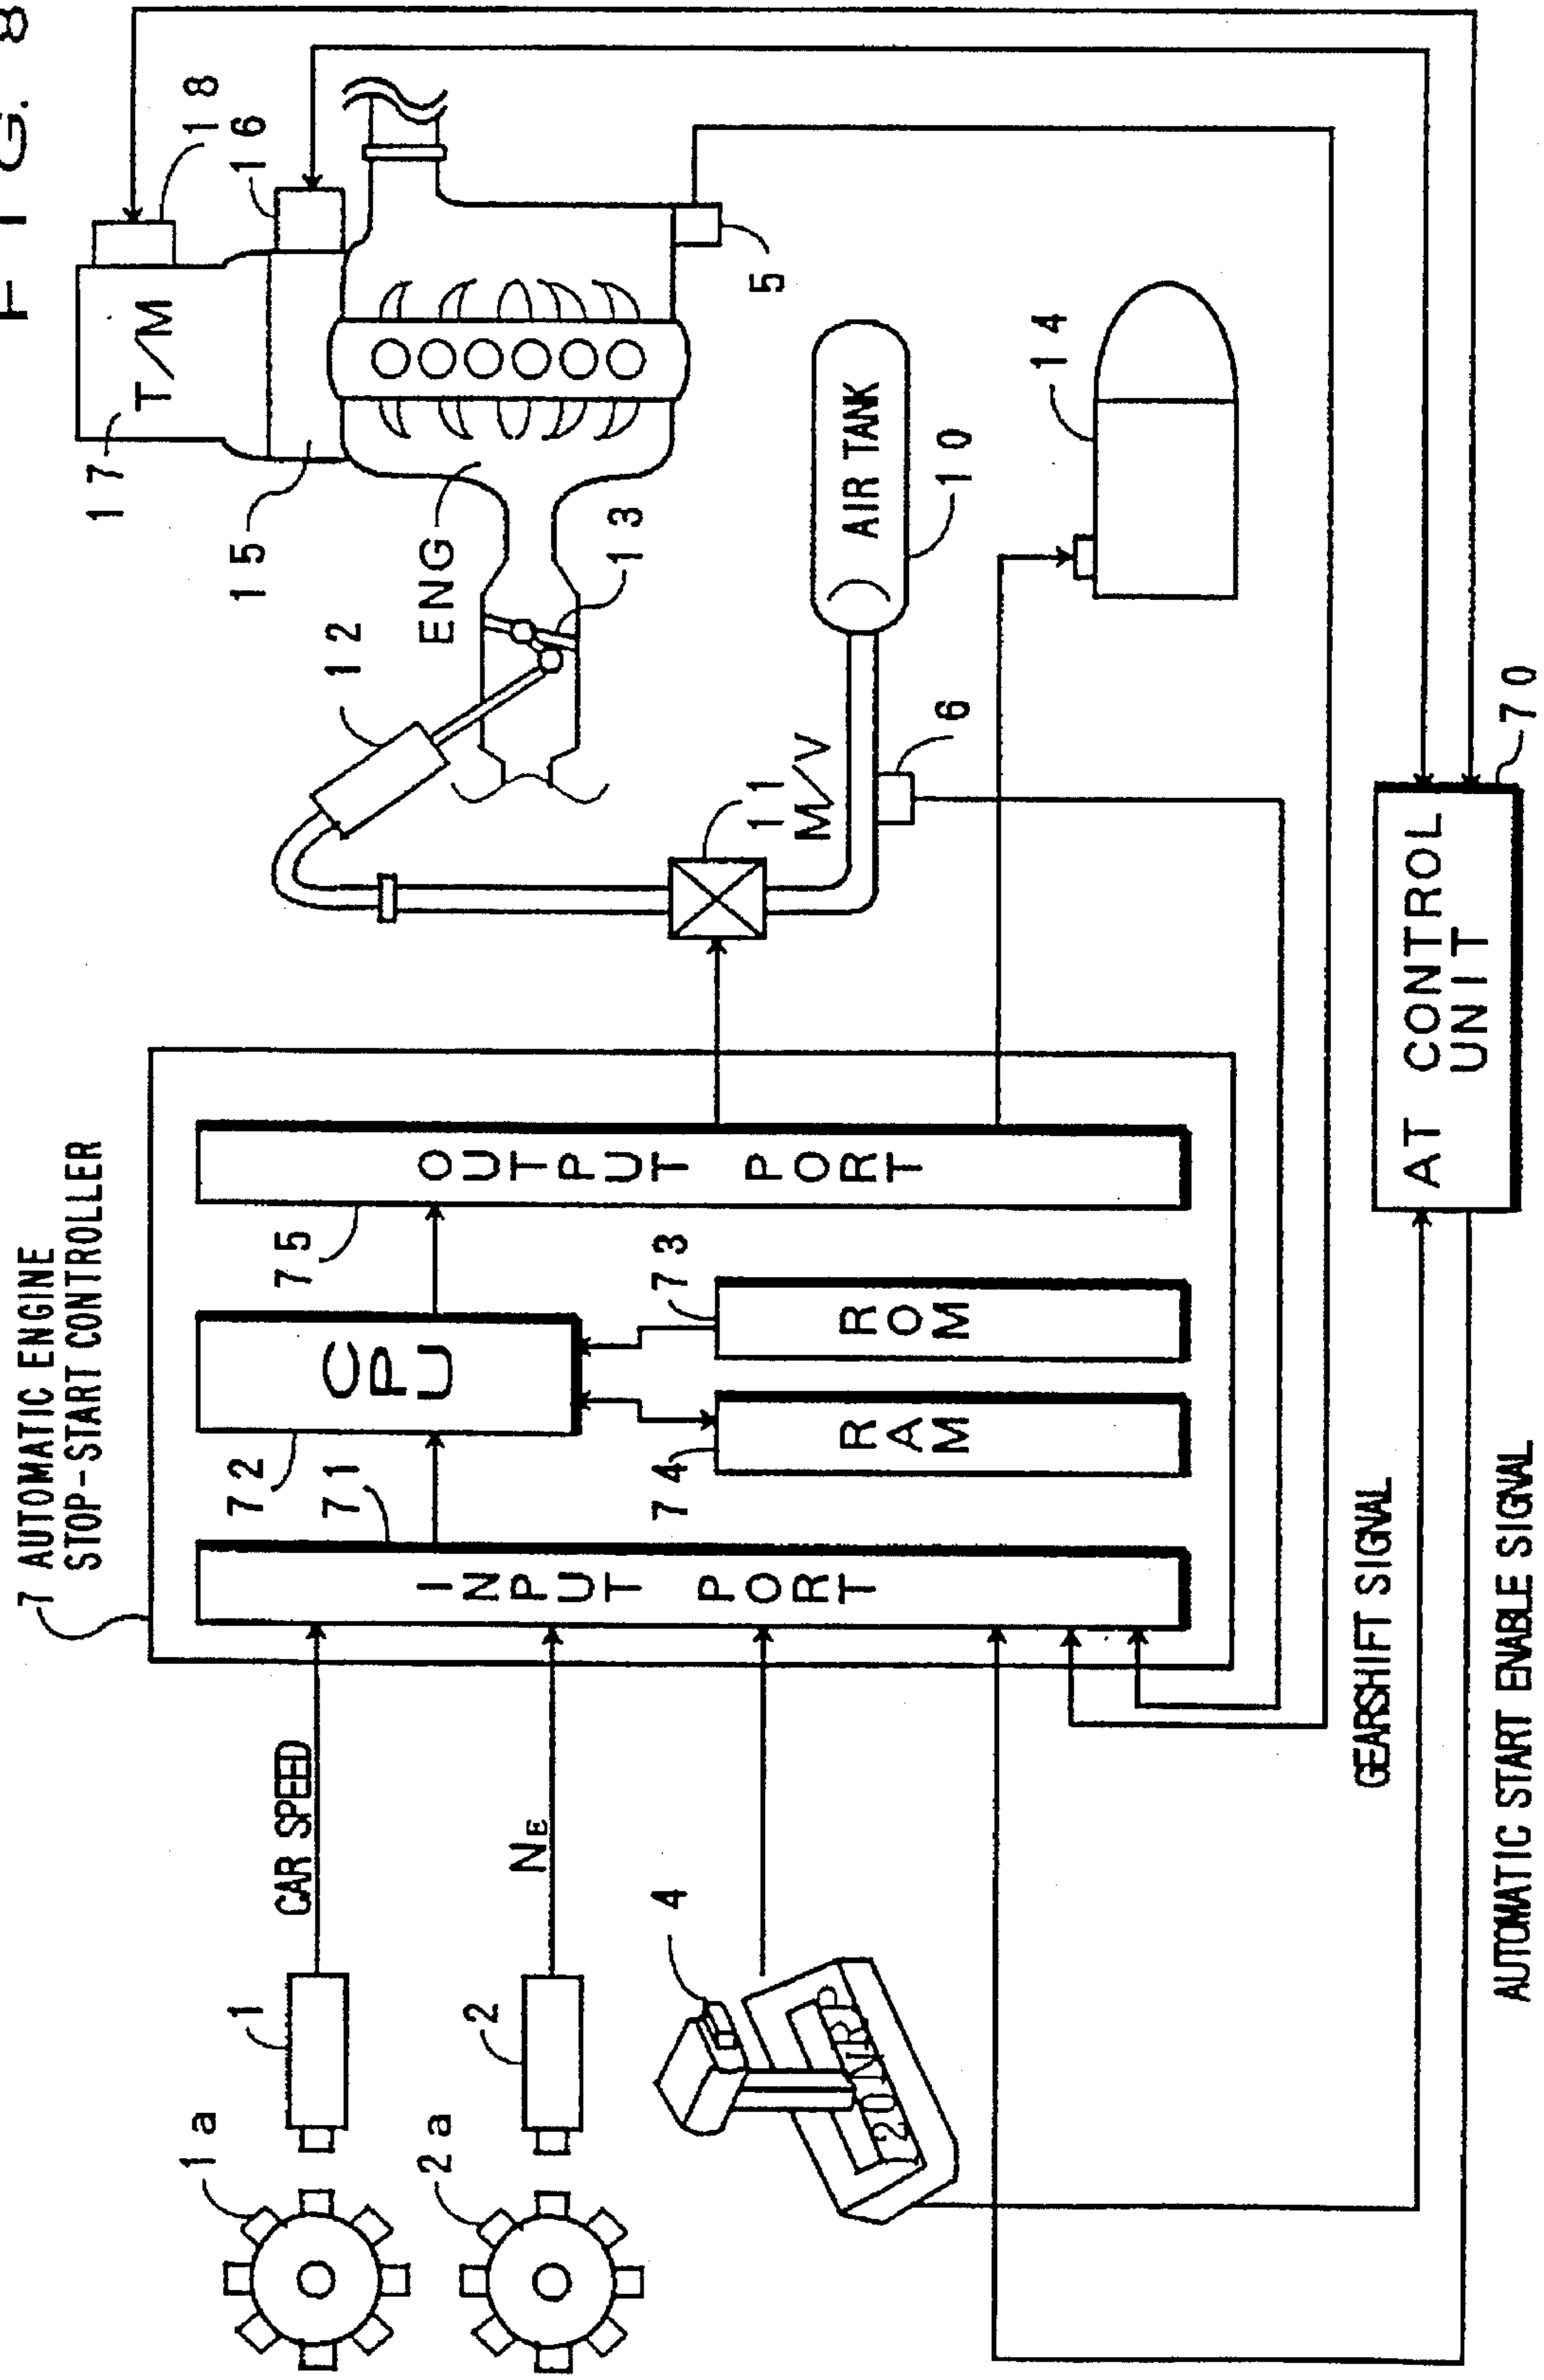 FIG. 8
7 AUTOMATIC ENGINE
STOP-START CONTROLLER
1a
1
CAR SPEED
2a
2
NE
4
120 1NRP
71
INPUT PORT
72
CPU
73
ROM
74
RAM
75
OUTPUT PORT
12
ENG
13
11
M/V
6
AIR TANK
10
14
5
15
16
17
T/M
18
GEARSHIFT SIGNAL
AUTOMATIC START ENABLE SIGNAL
AT CONTROL
UNIT
70